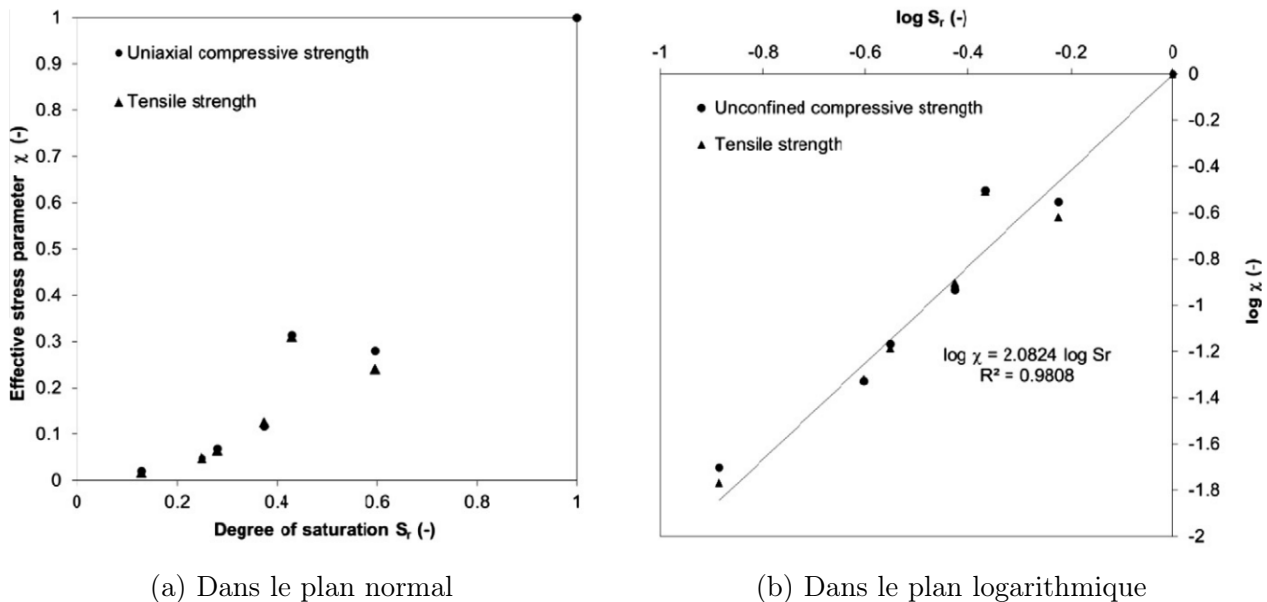 1
0.9
0.8
0.7
0.6
0.5
0.4
0.3
0.2
0.1
0
Effective stress parameter χ (-)
Uniaxial compressive strength
Tensile strength
0 0.2 0.4 0.6 0.8 1
Degree of saturation Sr (-)
(a) Dans le plan normal
log Sr (-)
-1 -0.8 -0.6 -0.4 -0.2 0
Unconfined compressive strength
Tensile strength
0
-0.2
-0.4
-0.6
-0.8
-1
-1.2
-1.4
-1.6
-1.8
-2
log χ (-)
log χ = 2.0824 log Sr
R² = 0.9808
(b) Dans le plan logarithmique